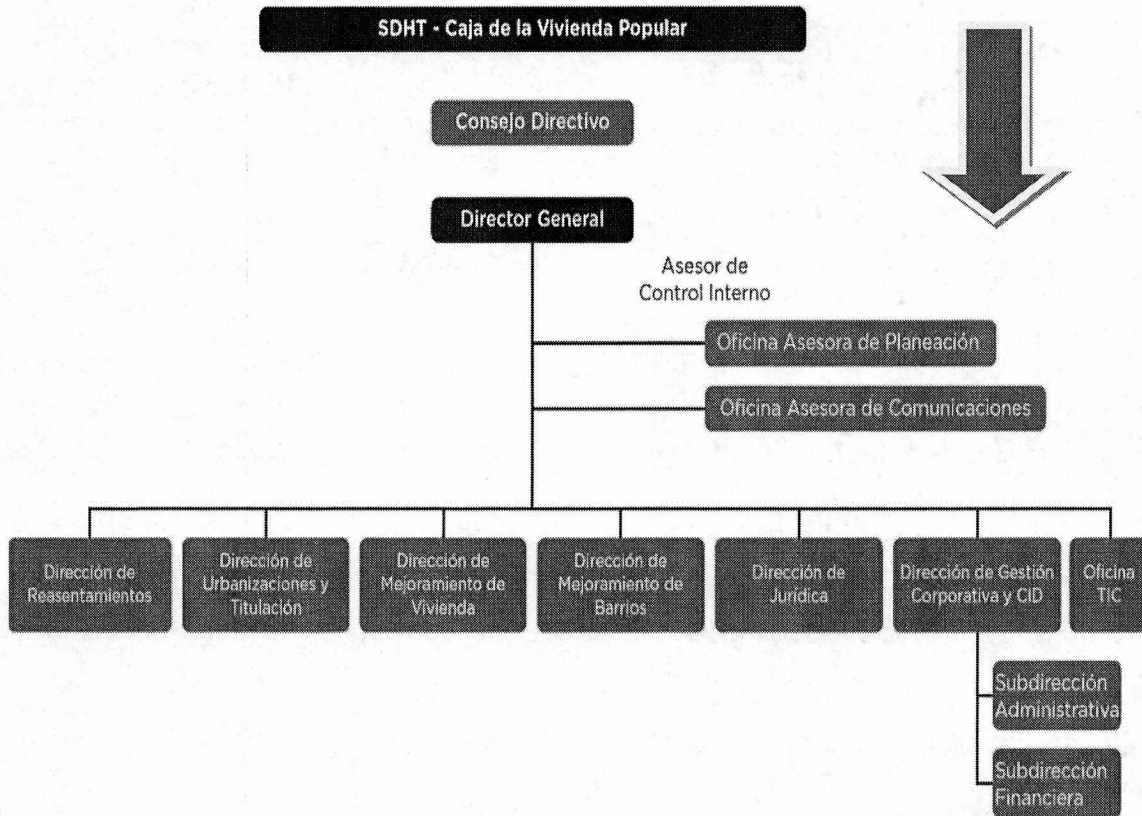 SDHT - Caja de la Vivienda Popular
Consejo Directivo
Director General
Asesor de
Control Interno
Oficina Asesora de Planeación
Oficina Asesora de Comunicaciones
Dirección de
Reasentamientos
Dirección de
Urbanizaciones y
Titulación
Dirección de
Mejoramiento de
Vivienda
Dirección de
Mejoramiento de
Barrios
Dirección de
Jurídica
Dirección de Gestión
Corporativa y CID
Oficina
TIC
Subdirección
Administrativa
Subdirección
Financiera